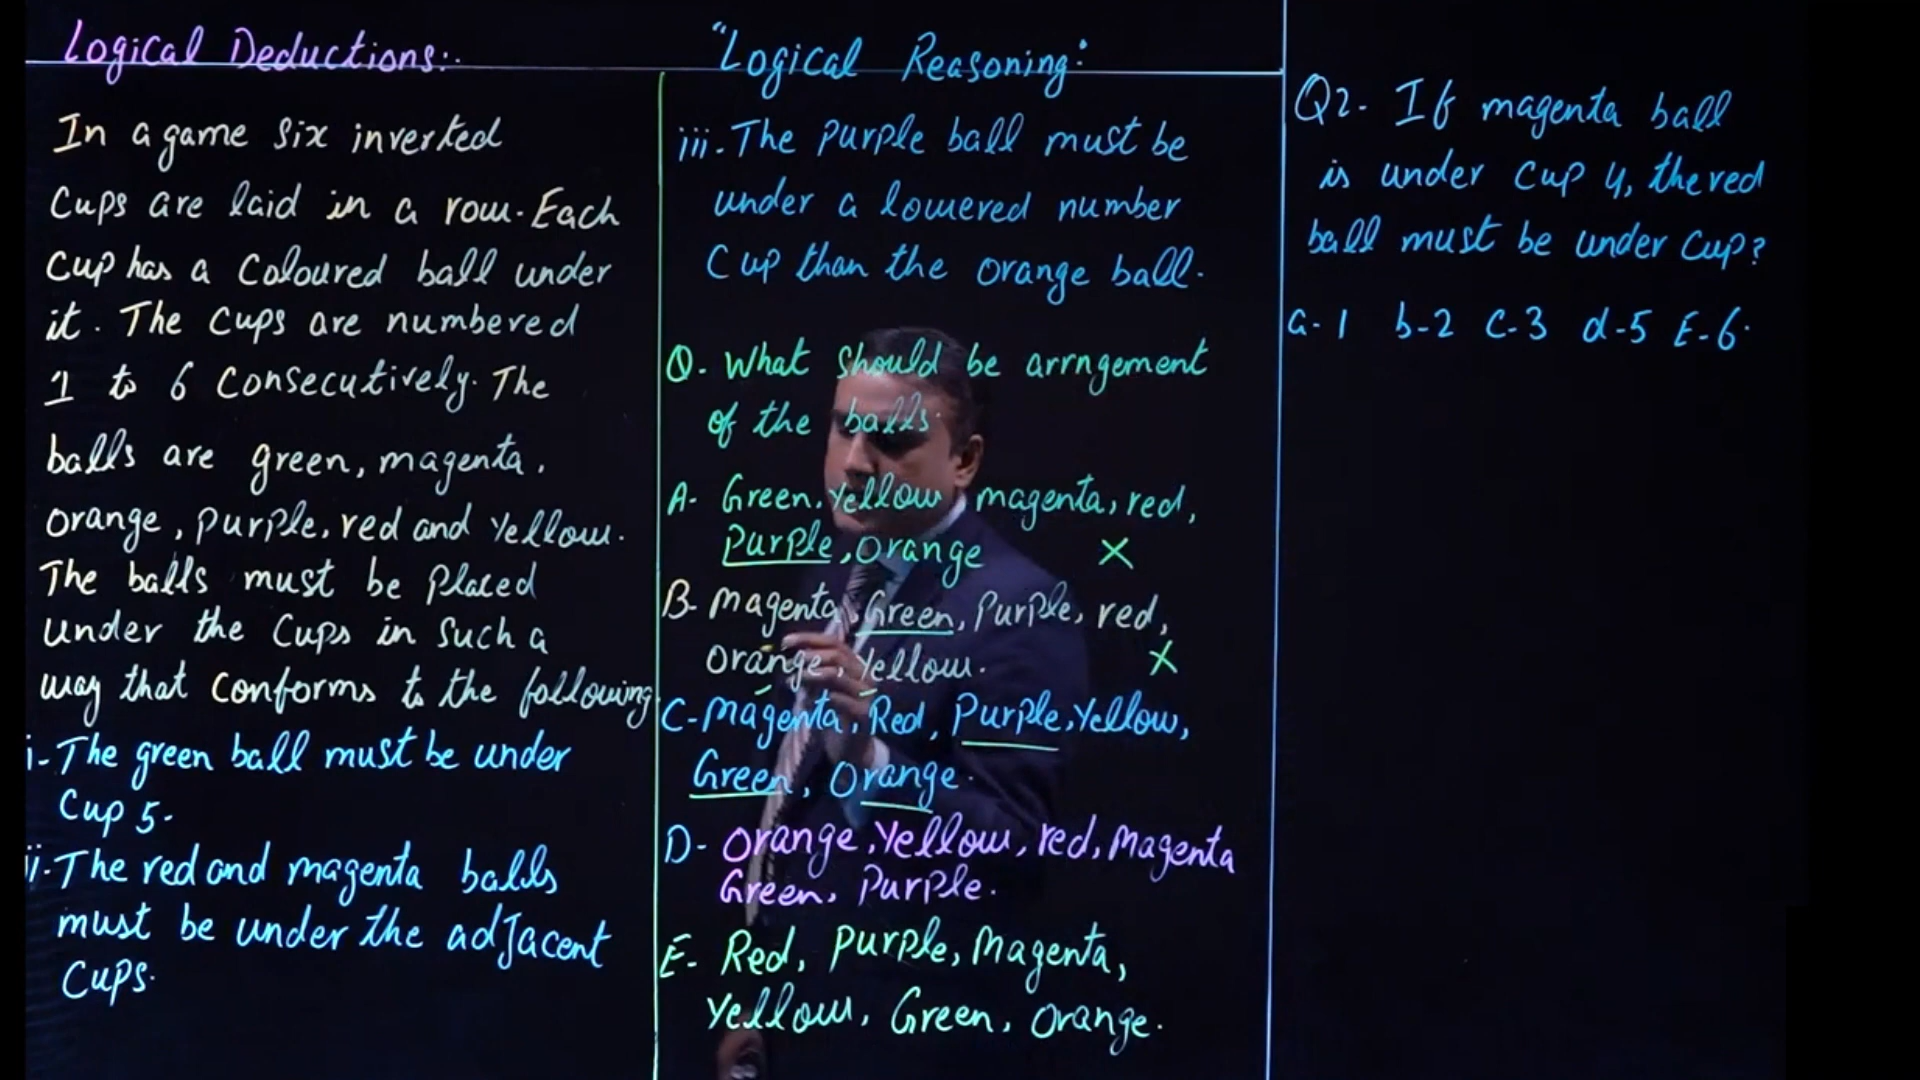 Logical Deductions:-
In a game six inverted
Cups are laid in a row. Each
Cup has a Coloured ball under
it. The cups are numbered
1 to 6 Consecutively. The
balls are green, magenta,
orange, purple, red and yellow.
The balls must be placed
under the Cups in such a
way that conforms to the following
i- The green ball must be under
Cup 5.
ii- The red and magenta balls
must be under the adjacent
Cups.
"Logical Reasoning:
iii- The purple ball must be
under a lowered number
Cup than the orange ball.
Q. What should be arrngement
of the balls.
A- Green, Yellow, magenta, red,
Purple, orange X
B- magenta, Green, Purple, red,
orange, Yellow. X
C- Magenta, Red, Purple, Yellow,
Green, Orange.
D- Orange, Yellow, red, Magenta
Green, Purple.
E- Red, Purple, Magenta,
Yellow, Green, Orange.
Q2- If magenta ball
is under Cup 4, the red
ball must be under Cup?
a-1 b-2 C-3 d-5 E-6.